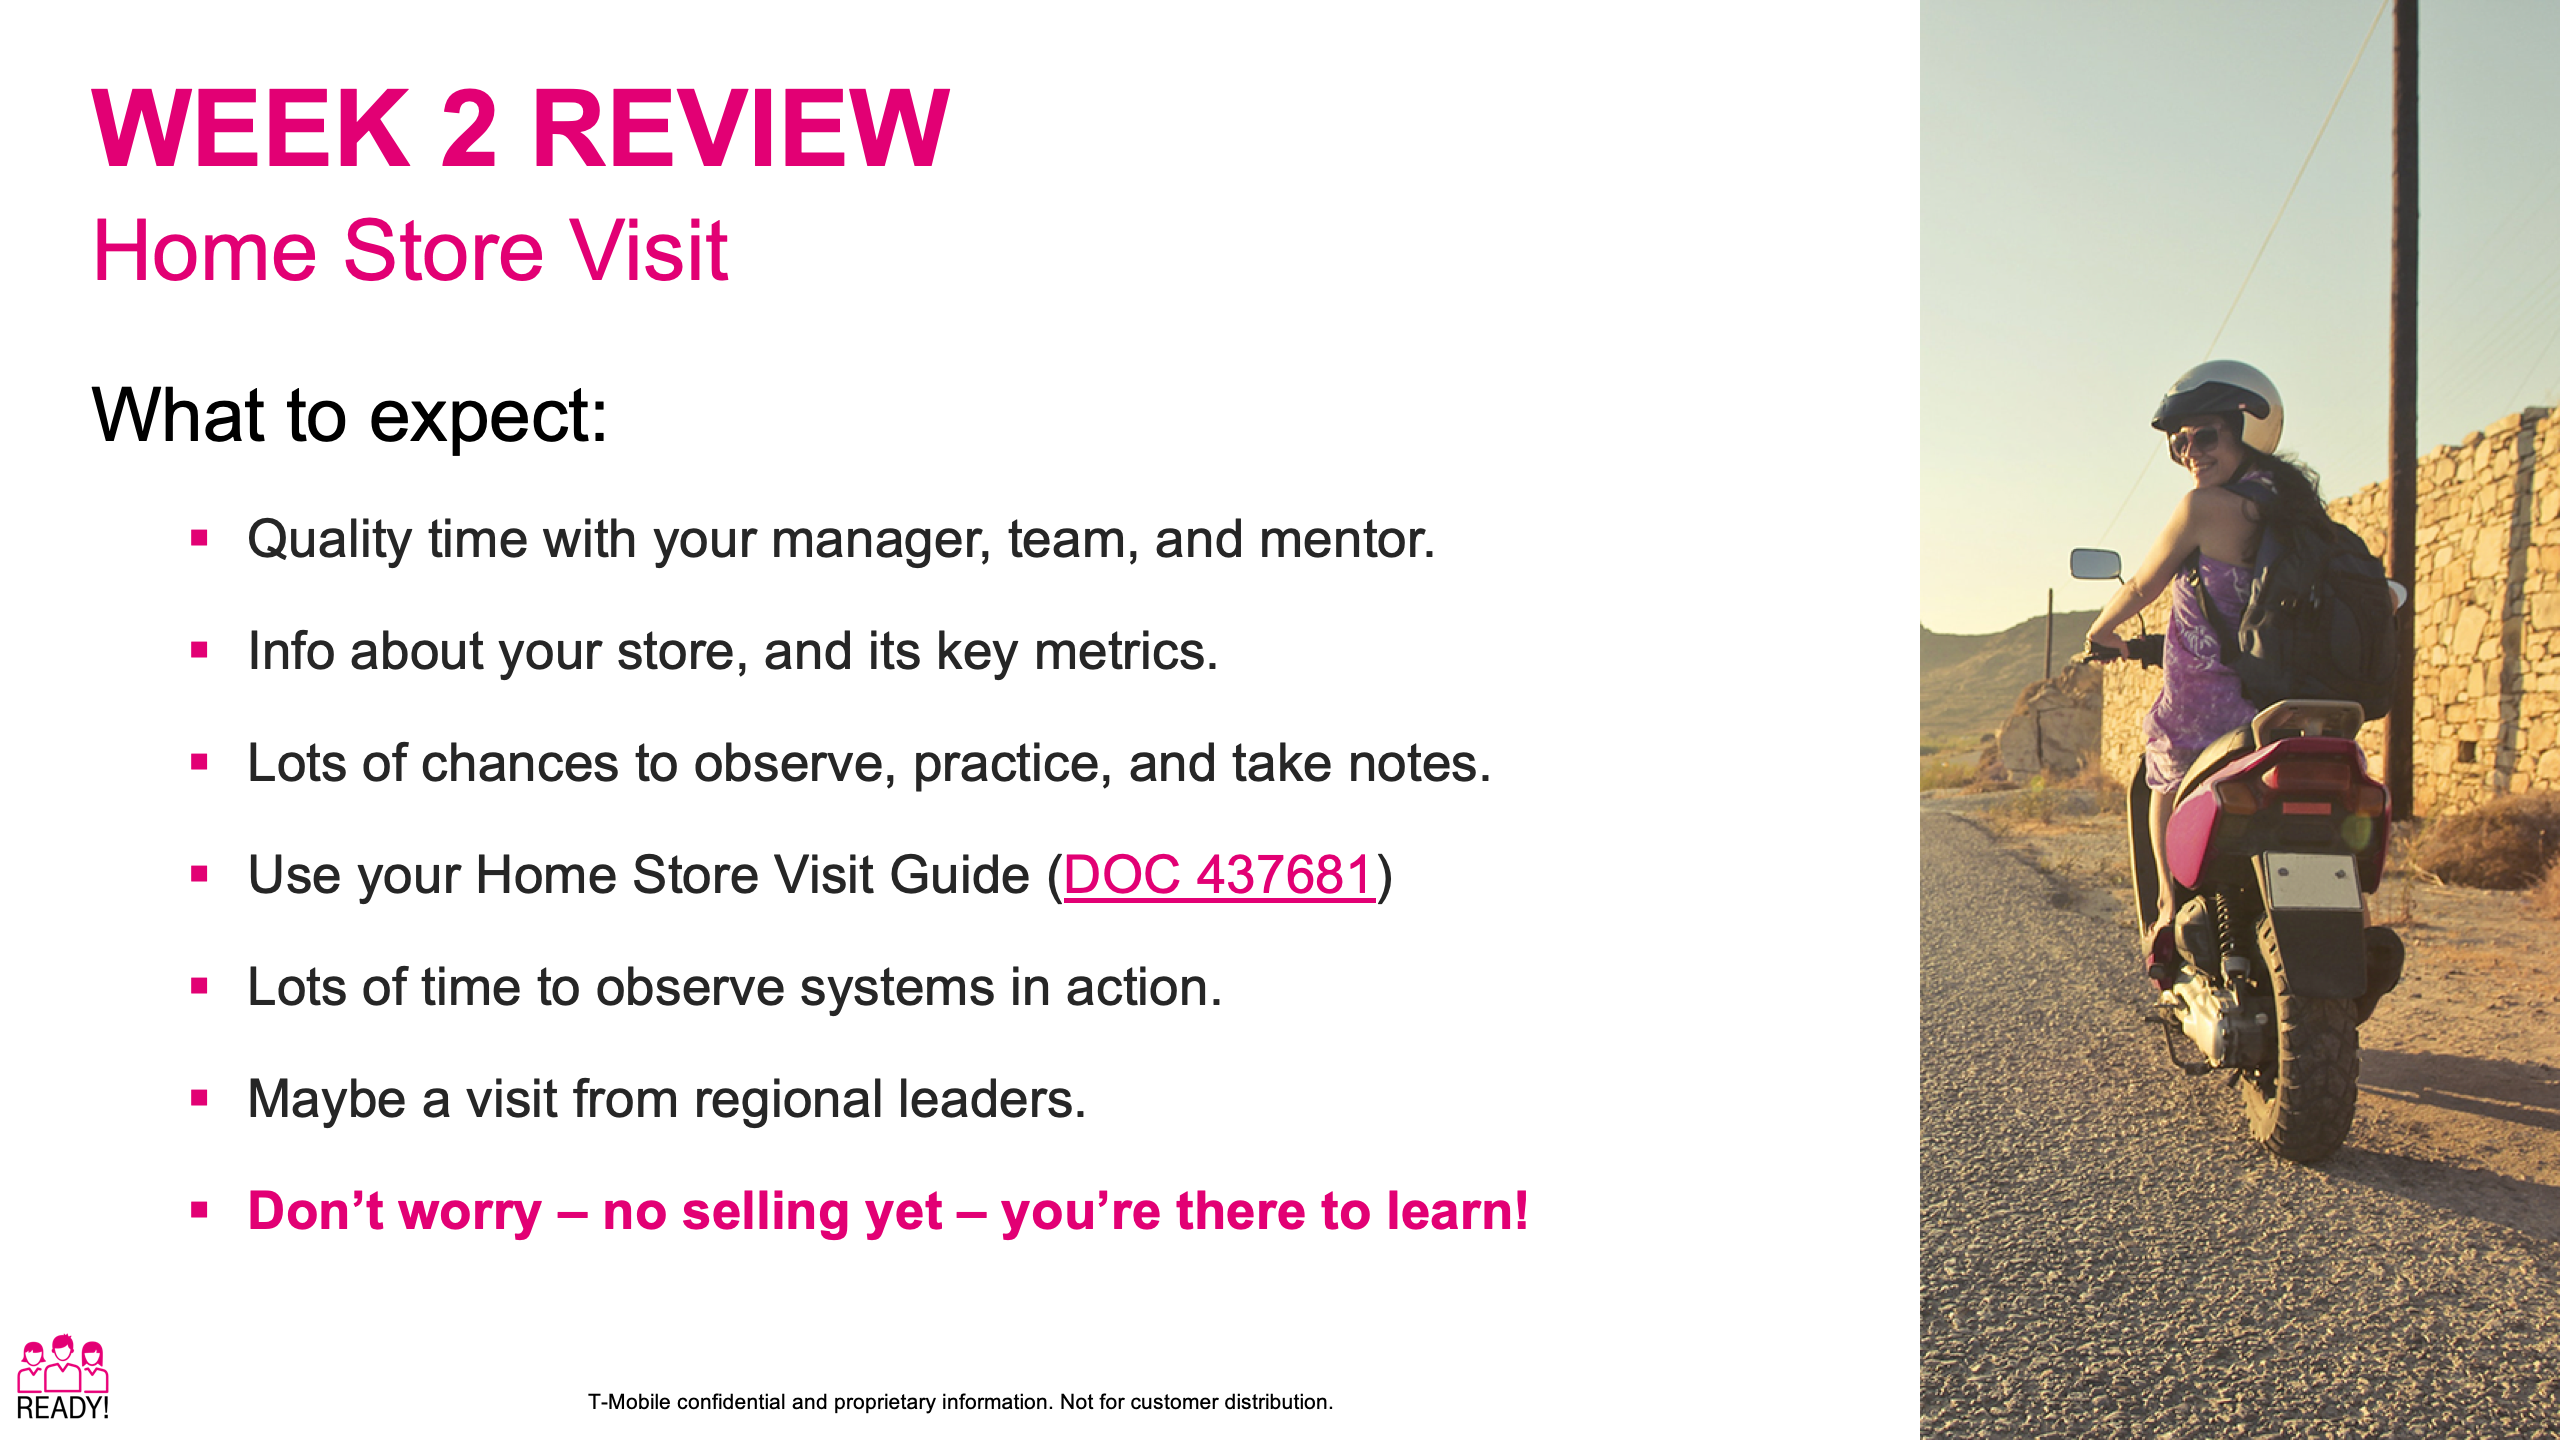 WEEK 2 REVIEW
Home Store Visit
What to expect:
▪ Quality time with your manager, team, and mentor.
▪ Info about your store, and its key metrics.
▪ Lots of chances to observe, practice, and take notes.
▪ Use your Home Store Visit Guide (DOC 437681)
▪ Lots of time to observe systems in action.
▪ Maybe a visit from regional leaders.
▪ Don’t worry – no selling yet – you’re there to learn!
READY!
T-Mobile confidential and proprietary information. Not for customer distribution.